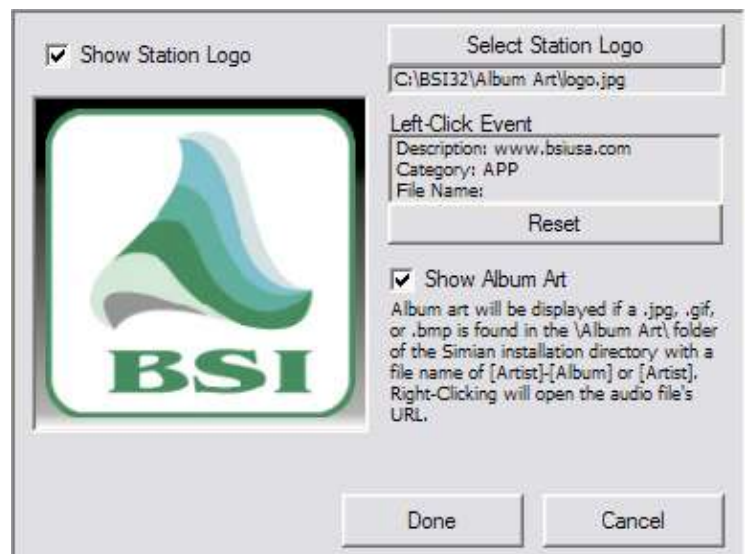 Show Station Logo
Select Station Logo
C:\BSI32\Album Art\logo.jpg
BSI
Left-Click Event
Description: www.bsiusa.com
Category: APP
File Name:
Reset
Show Album Art
Album art will be displayed if a .jpg, .gif,
or .bmp is found in the \Album Art\ folder
of the Simian installation directory with a
file name of [Artist]-[Album] or [Artist].
Right-Clicking will open the audio file's
URL.
Done
Cancel